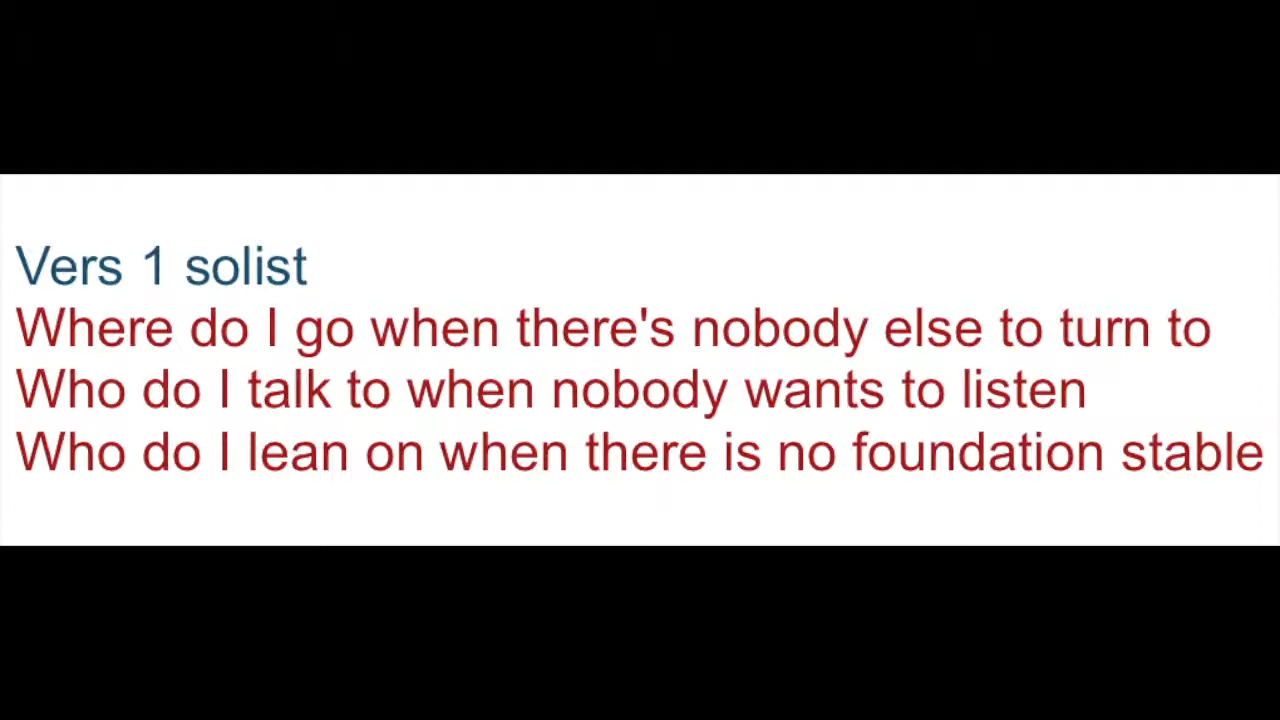 Vers 1 solist
Where do I go when there's nobody else to turn to
Who do I talk to when nobody wants to listen
Who do I lean on when there is no foundation stable